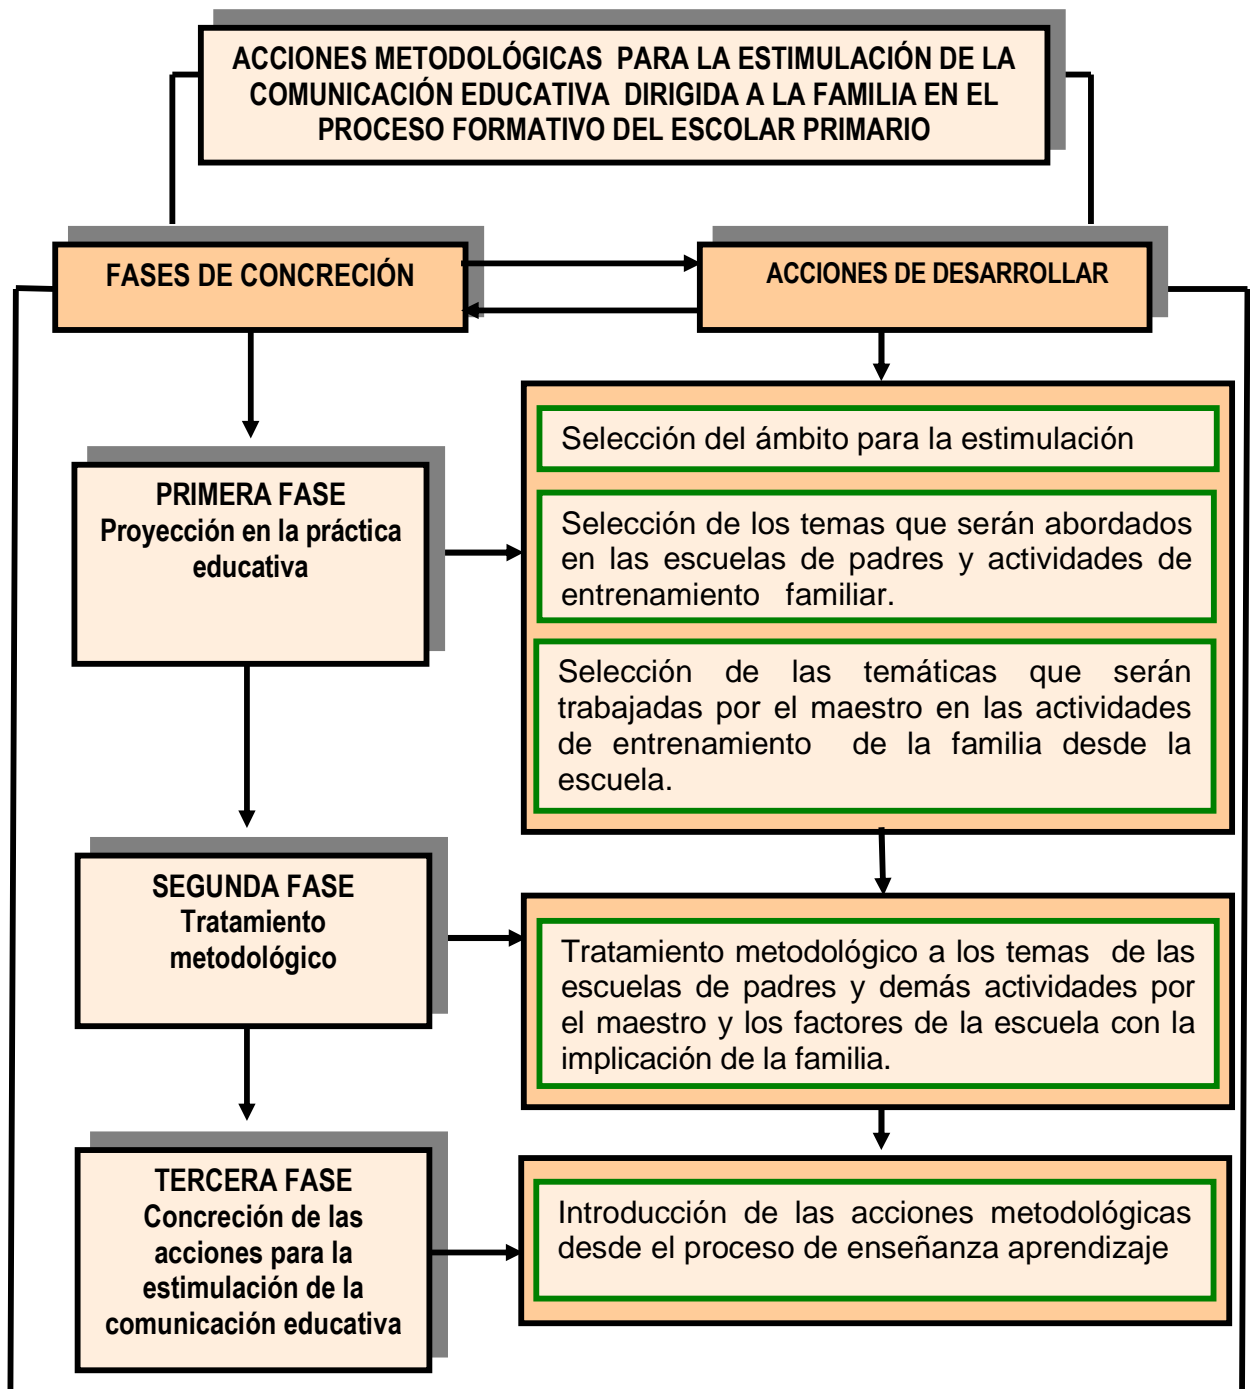 ACCIONES METODOLÓGICAS PARA LA ESTIMULACIÓN DE LA
COMUNICACIÓN EDUCATIVA DIRIGIDA A LA FAMILIA EN EL
PROCESO FORMATIVO DEL ESCOLAR PRIMARIO
FASES DE CONCRECIÓN
ACCIONES DE DESARROLLAR
PRIMERA FASE
Proyección en la práctica
educativa
Selección del ámbito para la estimulación
Selección de los temas que serán abordados
en las escuelas de padres y actividades de
entrenamiento familiar.
Selección de las temáticas que serán
trabajadas por el maestro en las actividades
de entrenamiento de la familia desde la
escuela.
SEGUNDA FASE
Tratamiento
metodológico
Tratamiento metodológico a los temas de las
escuelas de padres y demás actividades por
el maestro y los factores de la escuela con la
implicación de la familia.
TERCERA FASE
Concreción de las
acciones para la
estimulación de la
comunicación educativa
Introducción de las acciones metodológicas
desde el proceso de enseñanza aprendizaje